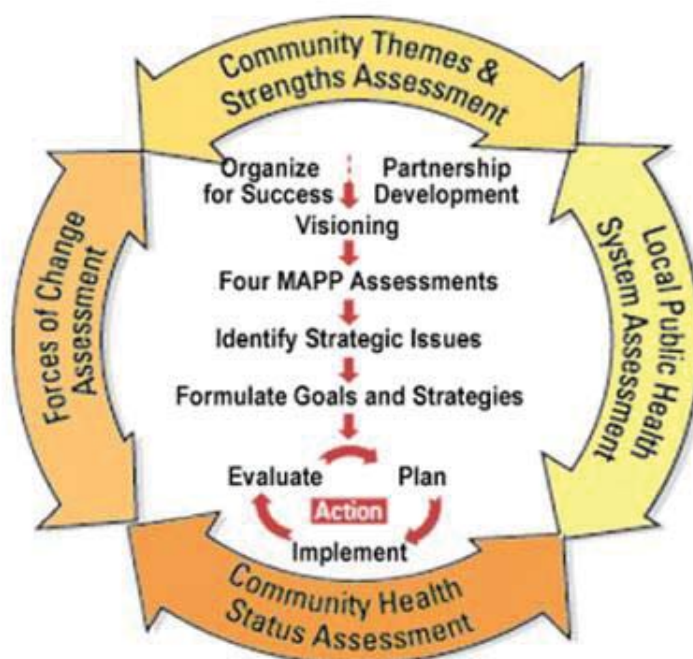 Community Themes &
Strengths Assessment
Organize
for Success
Partnership
Development
Visioning
Four MAPP Assessments
Identify Strategic Issues
Formulate Goals and Strategies
Evaluate
Plan
Action
Implement
Forces of Change
Assessment
Local Public Health
System Assessment
Community Health
Status Assessment